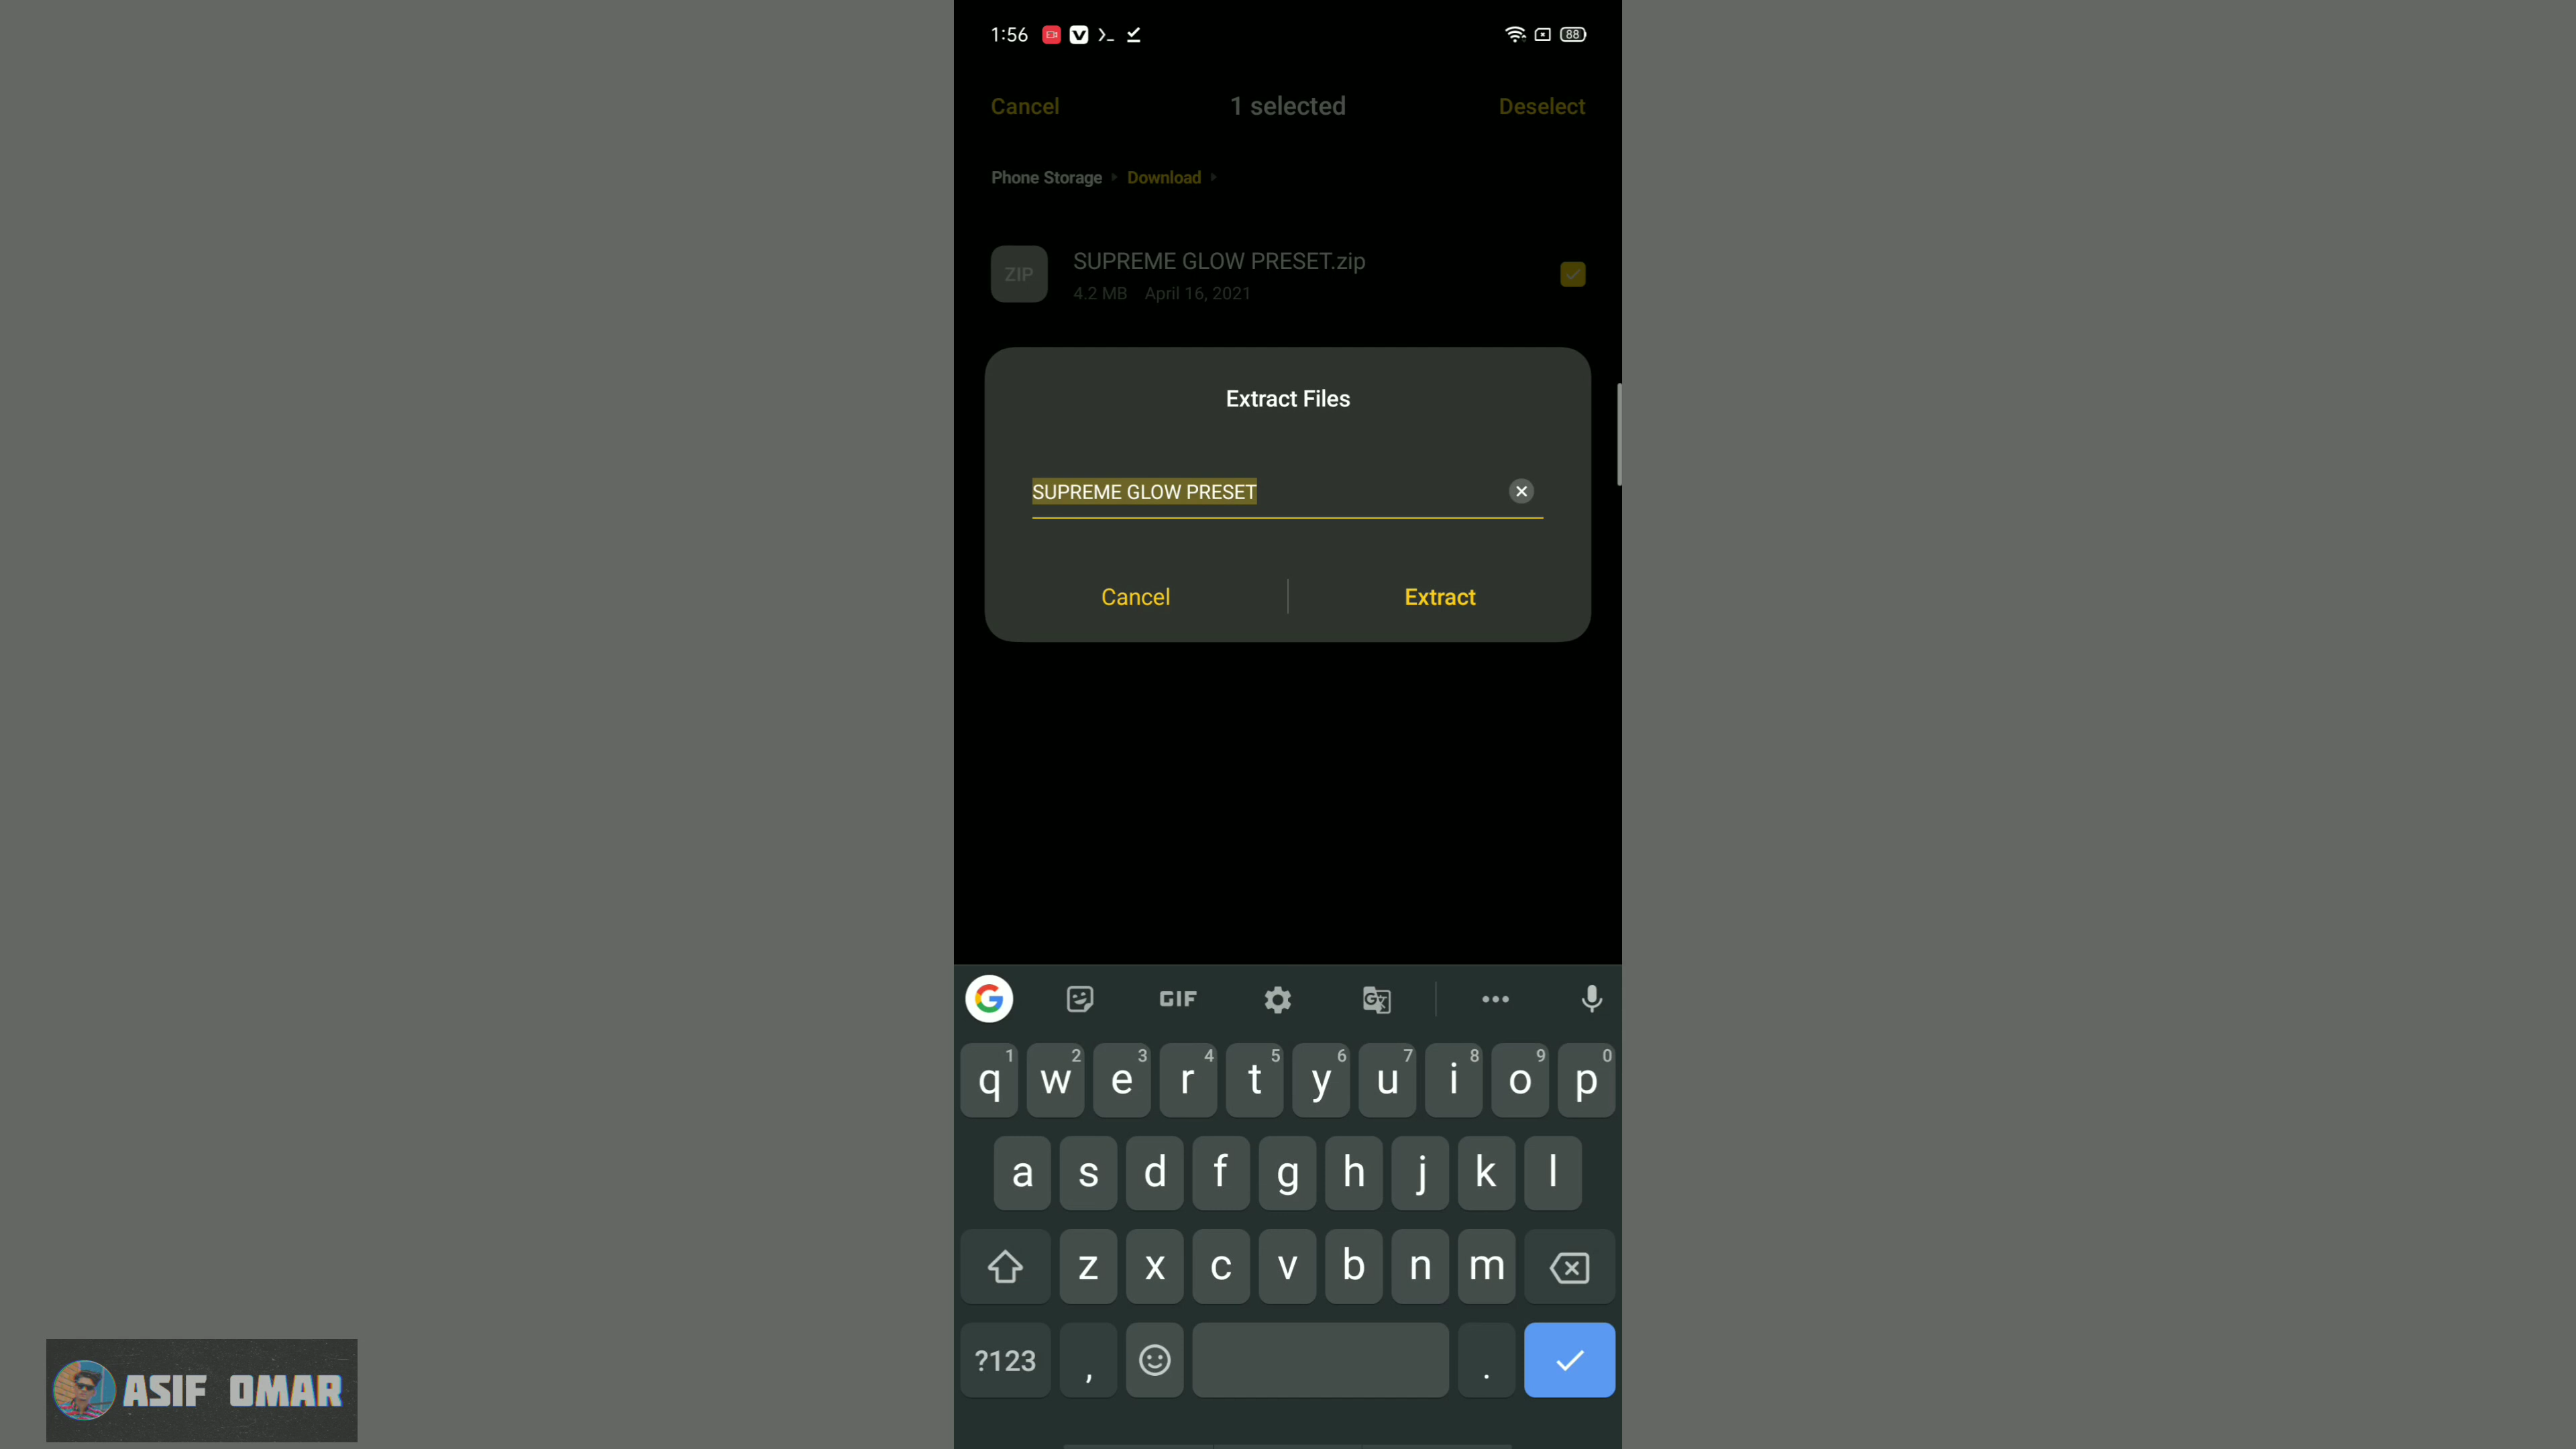 1:56
88
Cancel
1 selected
Deselect
Phone Storage
Download
ZIP
SUPREME GLOW PRESET.zip
4.2 MB April 16, 2021
Extract Files
SUPREME GLOW PRESET
Cancel
Extract
G GIF G
1 2 3 4 5 6 7 8 9 0
q w e r t y u i o p
a s d f g h j k l
z x c v b n m
?123 , .
ASIF OMAR